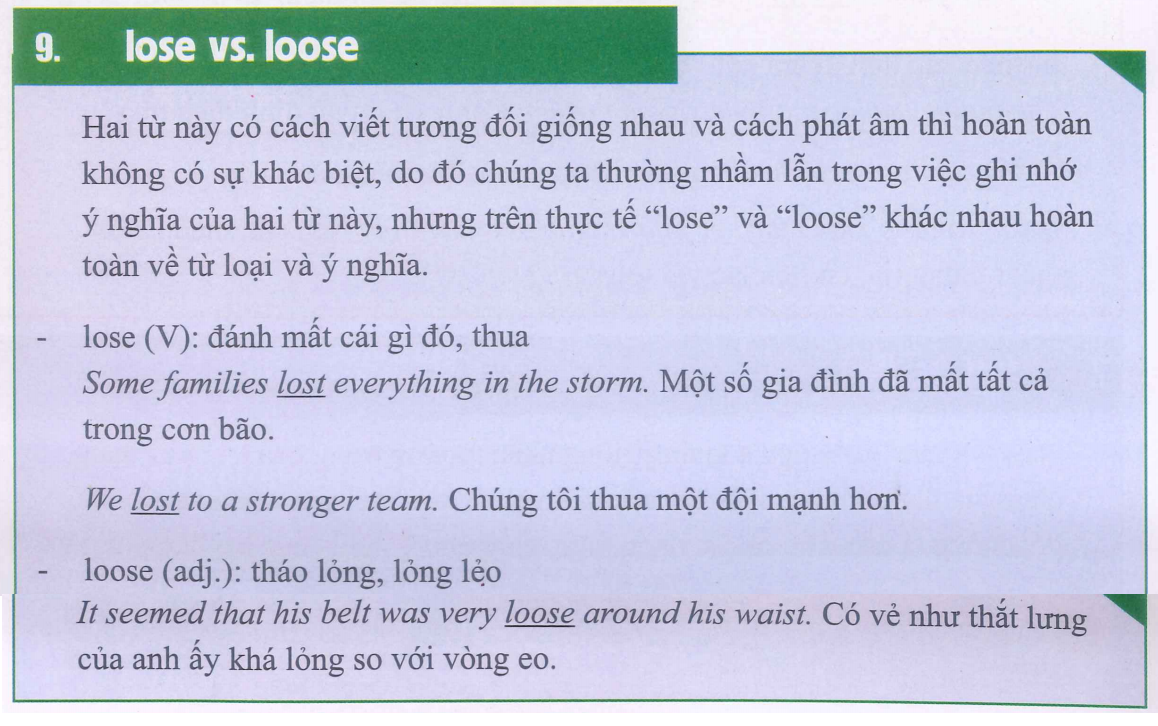 9. lose vs. loose
Hai từ này có cách viết tương đối giống nhau và cách phát âm thì hoàn toàn
không có sự khác biệt, do đó chúng ta thường nhầm lẫn trong việc ghi nhớ
ý nghĩa của hai từ này, nhưng trên thực tế “lose” và “loose” khác nhau hoàn
toàn về từ loại và ý nghĩa.
- lose (V): đánh mất cái gì đó, thua
Some families lost everything in the storm. Một số gia đình đã mất tất cả
trong cơn bão.
We lost to a stronger team. Chúng tôi thua một đội mạnh hơn.
- loose (adj.): tháo lỏng, lỏng lẻo
It seemed that his belt was very loose around his waist. Có vẻ như thắt lưng
của anh ấy khá lỏng so với vòng eo.